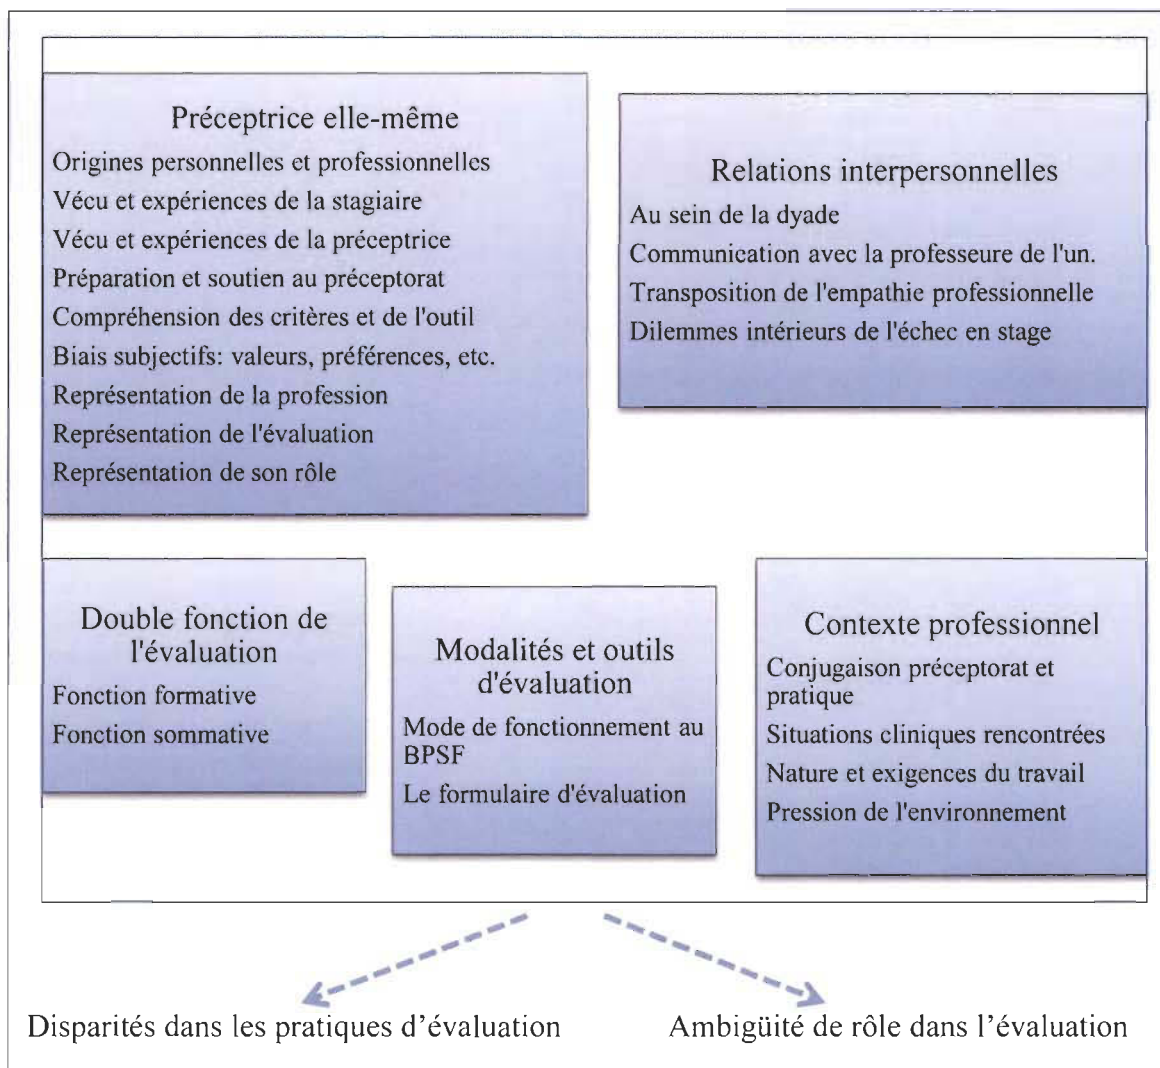 Préceptrice elle-même
Origines personnelles et professionnelles
Vécu et expériences de la stagiaire
Vécu et expériences de la préceptrice
Préparation et soutien au préceptorat
Compréhension des critères et de l'outil
Biais subjectifs: valeurs, préférences, etc.
Représentation de la profession
Représentation de l'évaluation
Représentation de son rôle
Relations interpersonnelles
Au sein de la dyade
Communication avec la professeure de l'un.
Transposition de l'empathie professionnelle
Dilemmes intérieurs de l'échec en stage
Double fonction de
l'évaluation
Fonction formative
Fonction sommative
Modalités et outils
d'évaluation
Mode de fonctionnement au
BPSF
Le formulaire d'évaluation
Contexte professionnel
Conjugaison préceptorat et
pratique
Situations cliniques rencontrées
Nature et exigences du travail
Pression de l'environnement
Disparités dans les pratiques d’évaluation
Ambigüité de rôle dans l’évaluation